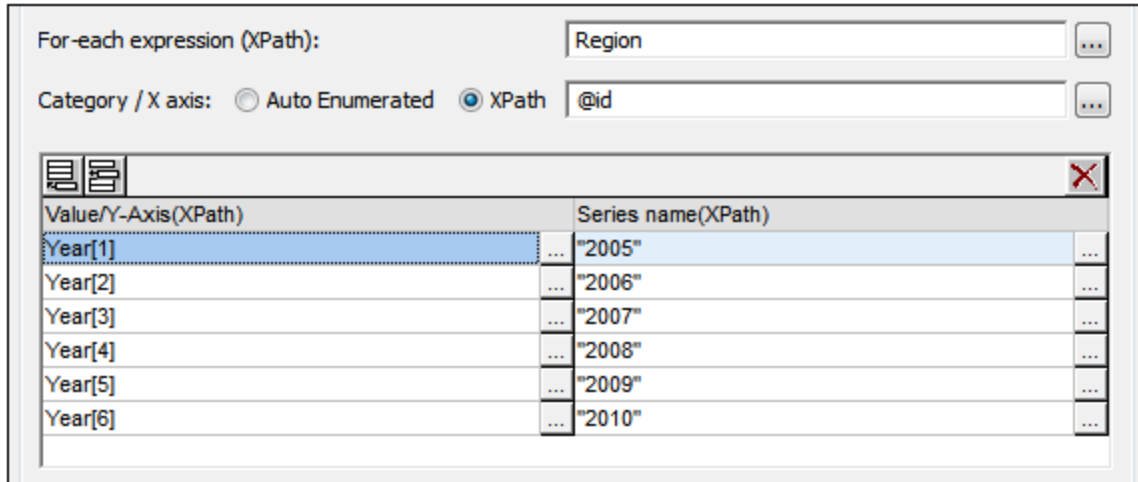 For-each expression (XPath): Region ...
Category / X axis: Auto Enumerated XPath @id ...
Value/Y-Axis(XPath) Series name(XPath)
Year[1] ... "2005" ...
Year[2] ... "2006" ...
Year[3] ... "2007" ...
Year[4] ... "2008" ...
Year[5] ... "2009" ...
Year[6] ... "2010" ...